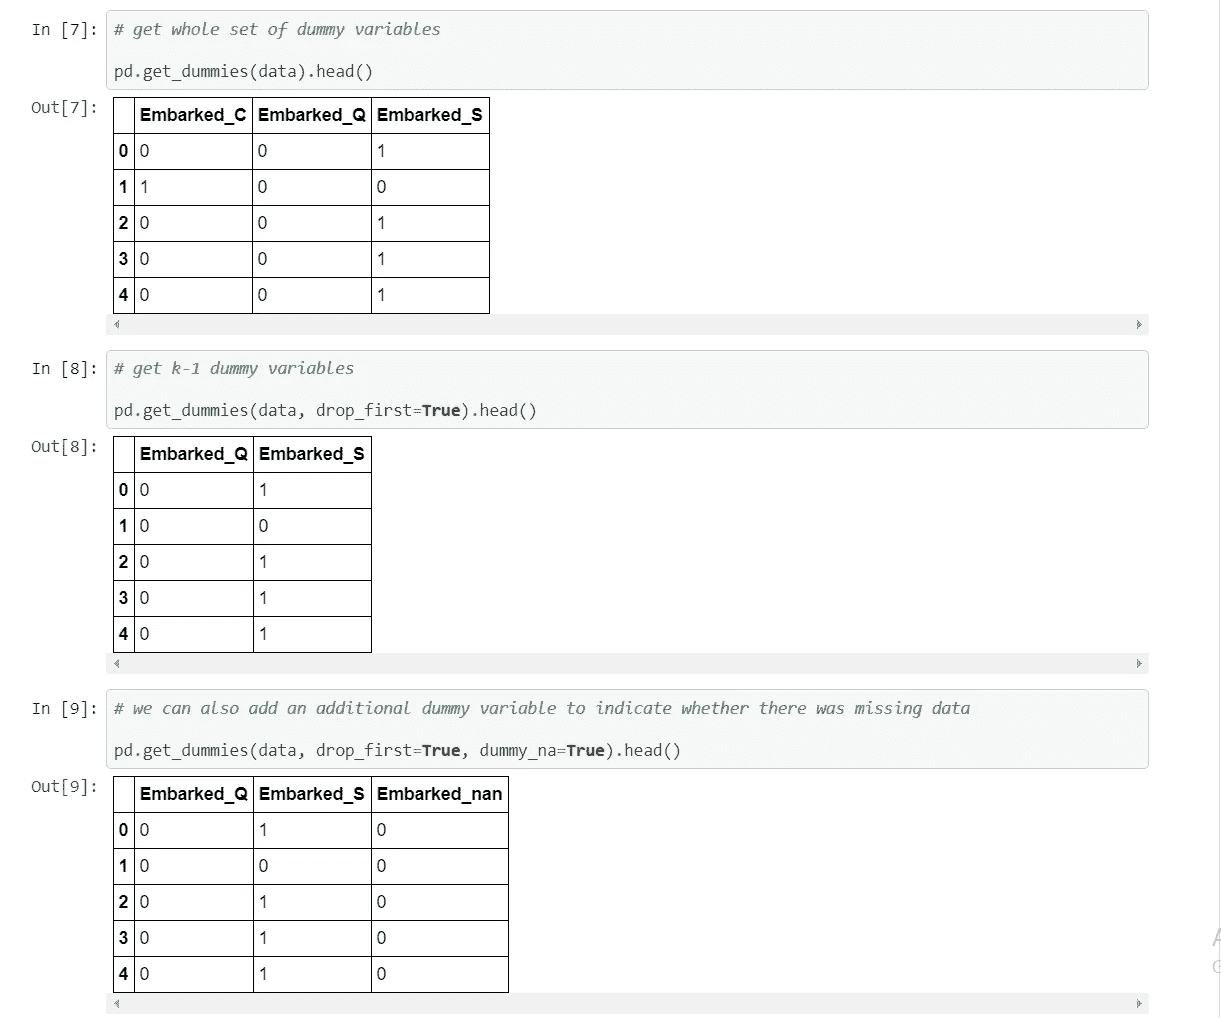 In [7]: # get whole set of dummy variables
pd.get_dummies(data).head()
Out[7]:
Embarked_C Embarked_Q Embarked_S
0 0 0 1
1 1 0 0
2 0 0 1
3 0 0 1
4 0 0 1
In [8]: # get k-1 dummy variables
pd.get_dummies(data, drop_first=True).head()
Out[8]:
Embarked_Q Embarked_S
0 0 1
1 0 0
2 0 1
3 0 1
4 0 1
In [9]: # we can also add an additional dummy variable to indicate whether there was missing data
pd.get_dummies(data, drop_first=True, dummy_na=True).head()
Out[9]:
Embarked_Q Embarked_S Embarked_nan
0 0 1 0
1 0 0 0
2 0 1 0
3 0 1 0
4 0 1 0